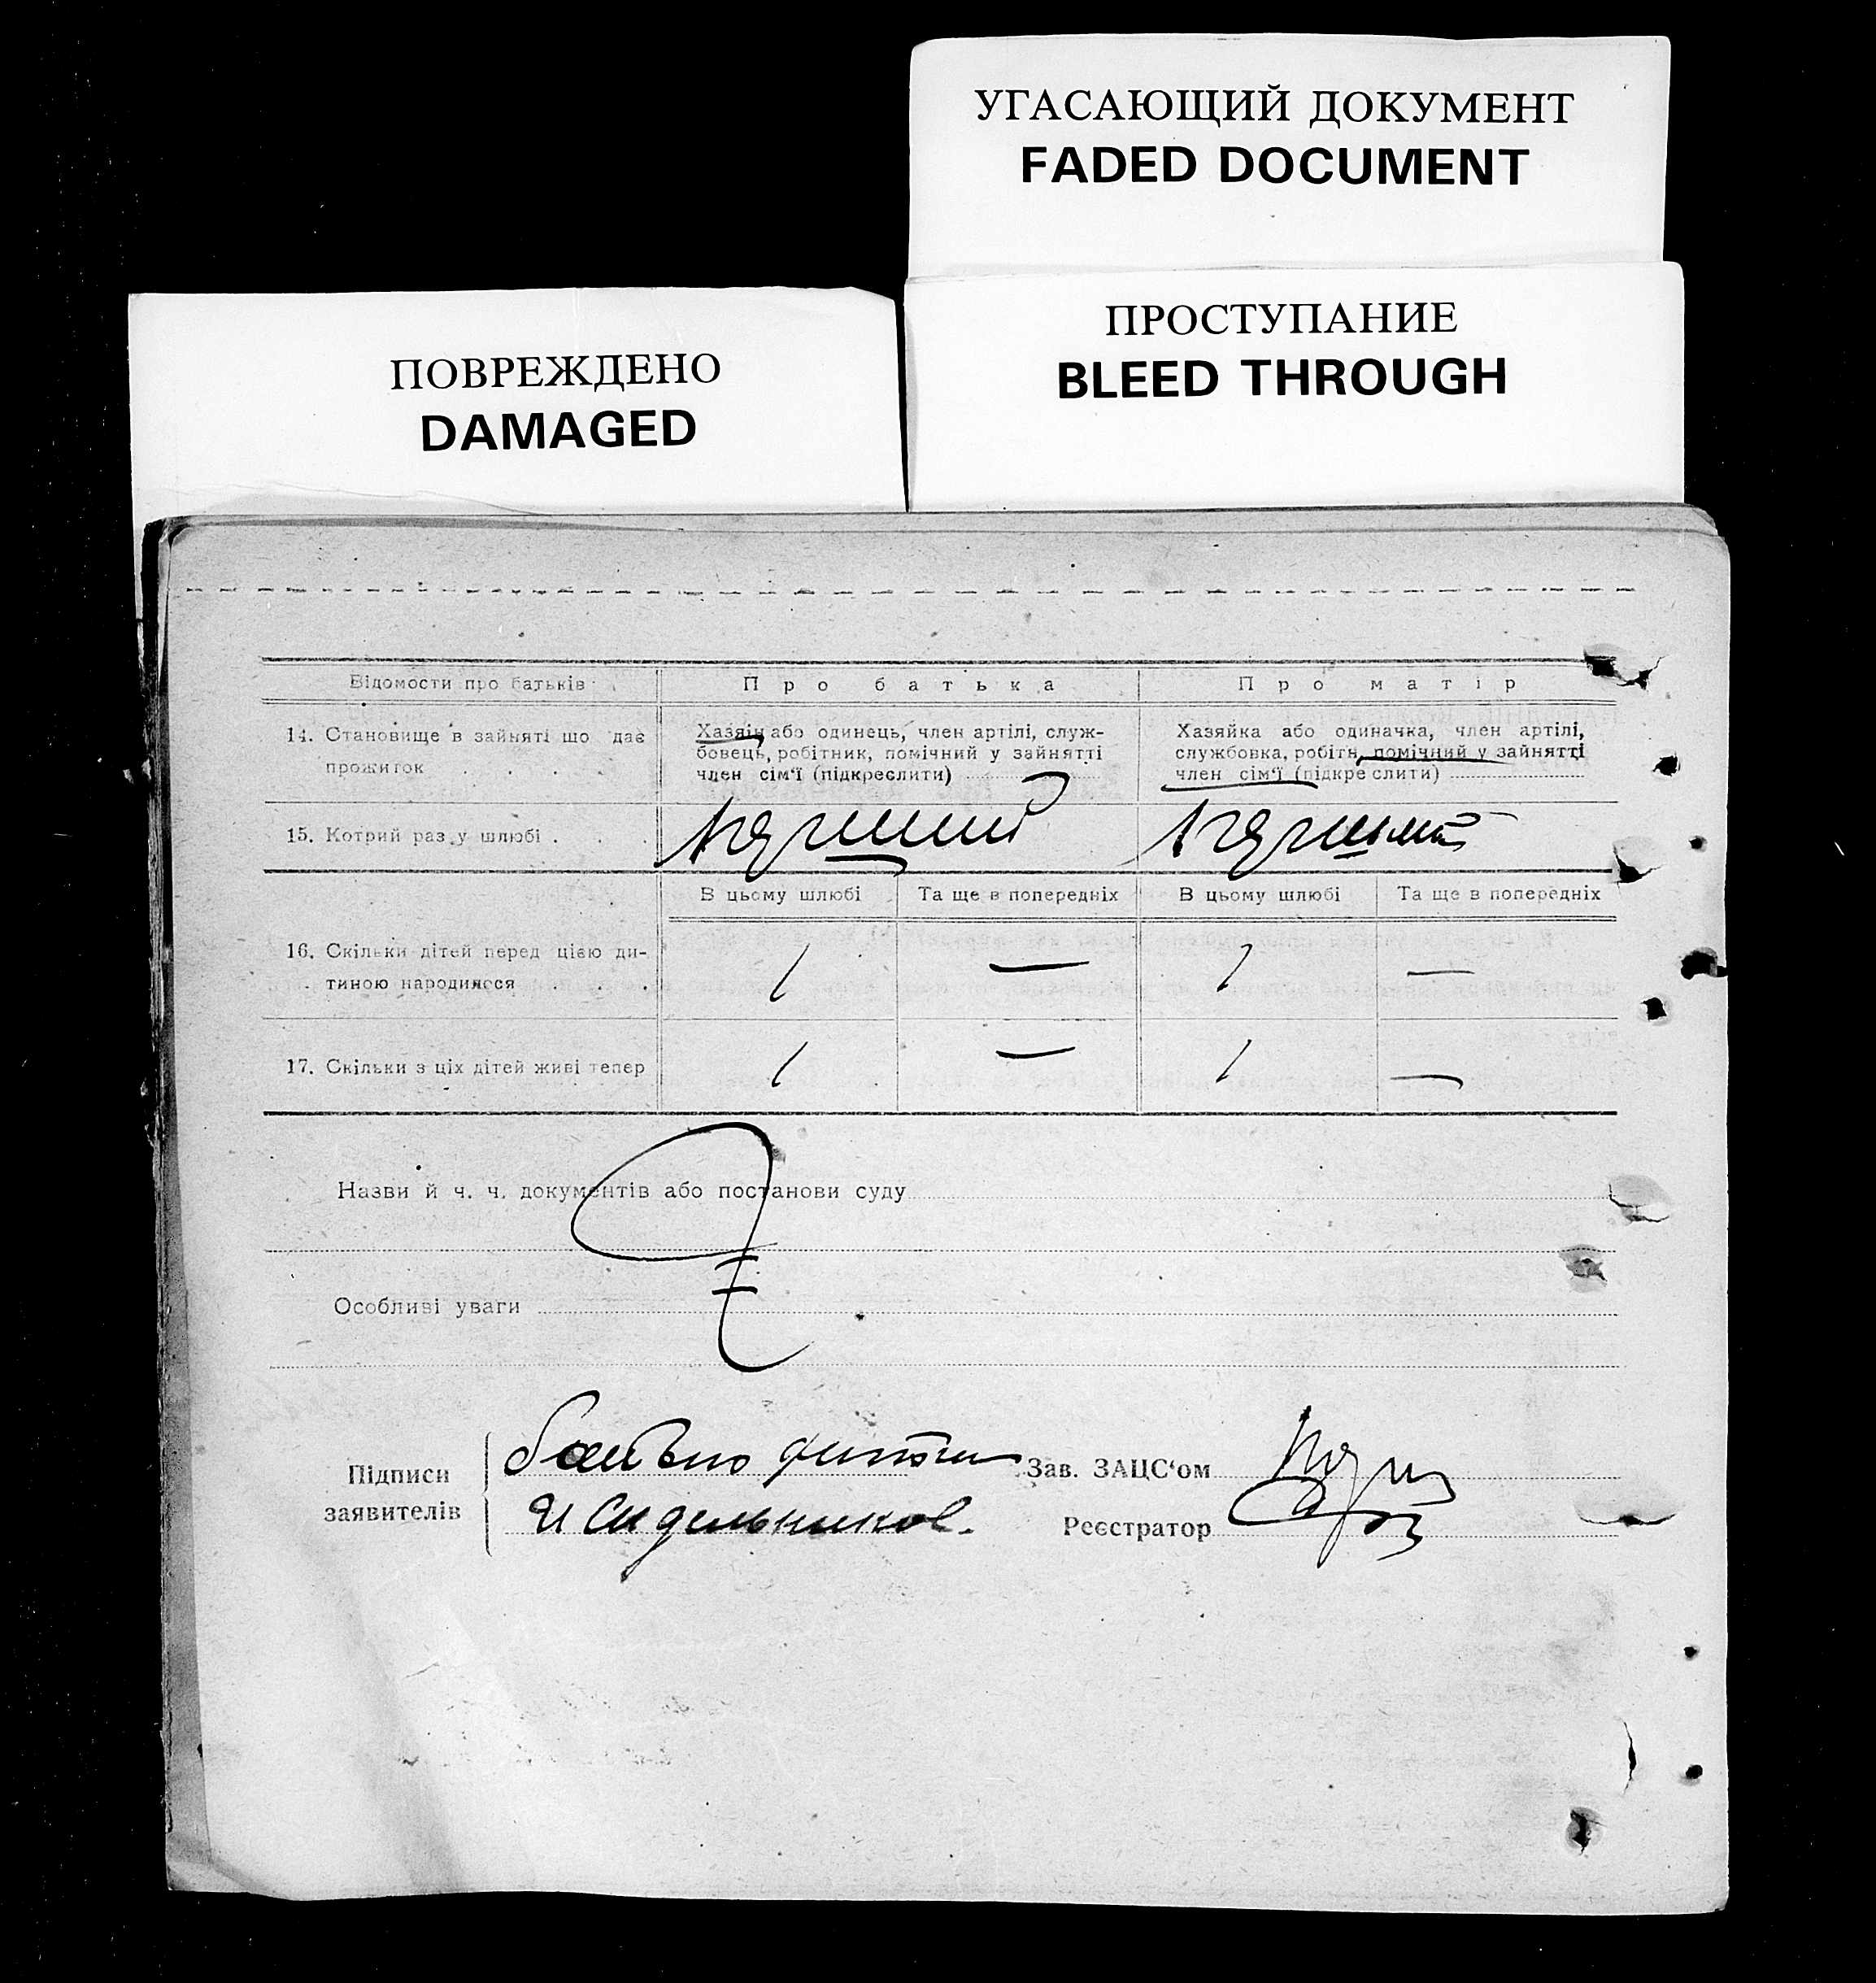 УГАСАЮЩИЙ ДОКУМЕНТ
FADED DOCUMENT
ПРОСТУПАНИЕ
BLEED THROUGH
ПОВРЕЖДЕНО
DAMAGED
Відомости про батьків
Про батька
Про матір
14. Становище в зайняті що дає
прожиток . . . .
Хазяїн або одинець, член артілі, служ-
бовець, робітник, помічний у зайнятті
член сім'ї (підкреслити)
Хазяйка або одиначка, член артілі,
службовка, робітн, помічний у зайнятті
член сім'ї (підкреслити)
15. Котрий раз у шлюбі . . .
В цьому шлюбі
Та ще в попередніх
В цьому шлюбі
Та ще в попередніх
16. Скільки дітей перед цією ди-
тиною народилося . . .
1 — 1 —
17. Скільки з ціх дітей живі тепер
1 — 1 —
Назви й ч. ч. документів або постанови суду
Особливі уваги
Підписи
заявителів
И Сидельников.
Зав. ЗАЦС'ом
Реєстратор